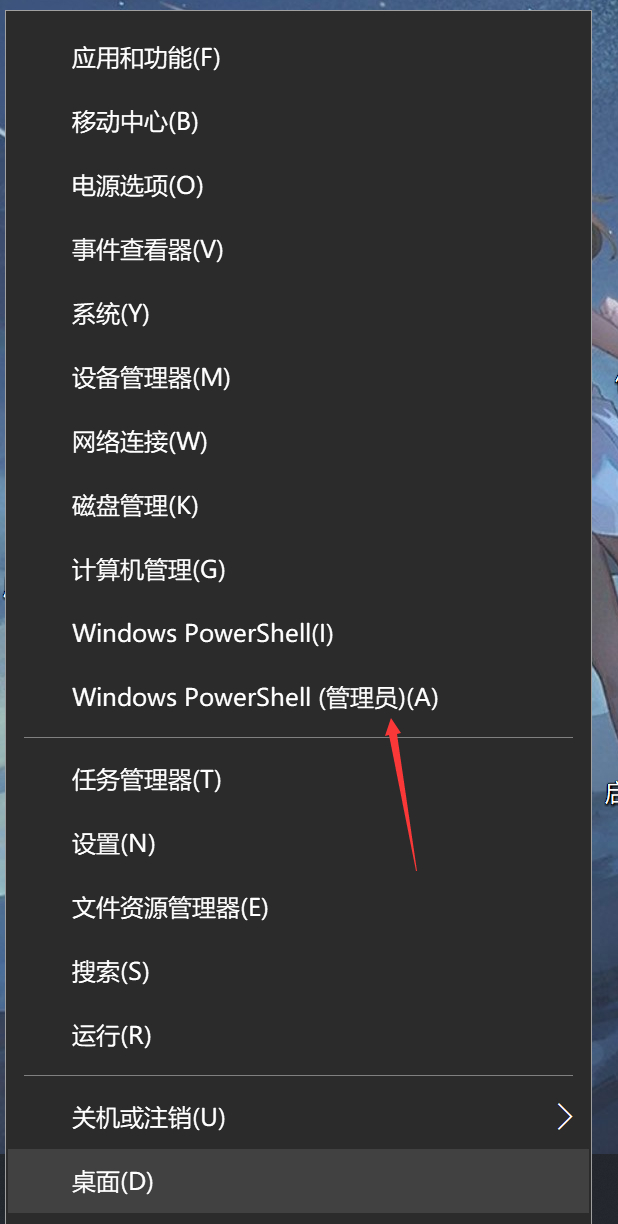 应用和功能(F)
移动中心(B)
电源选项(O)
事件查看器(V)
系统(Y)
设备管理器(M)
网络连接(W)
磁盘管理(K)
计算机管理(G)
Windows PowerShell(I)
Windows PowerShell (管理员)(A)
任务管理器(T)
设置(N)
文件资源管理器(E)
搜索(S)
运行(R)
关机或注销(U)
桌面(D)